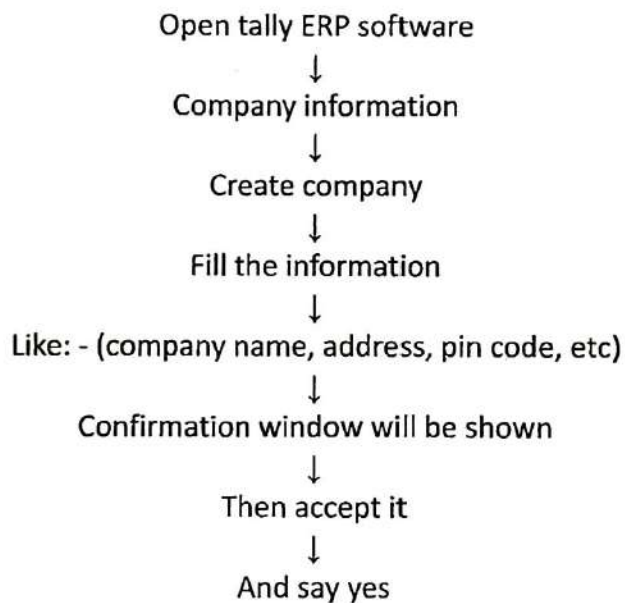 Open tally ERP software
↓
Company information
↓
Create company
↓
Fill the information
↓
Like: - (company name, address, pin code, etc)
↓
Confirmation window will be shown
↓
Then accept it
↓
And say yes